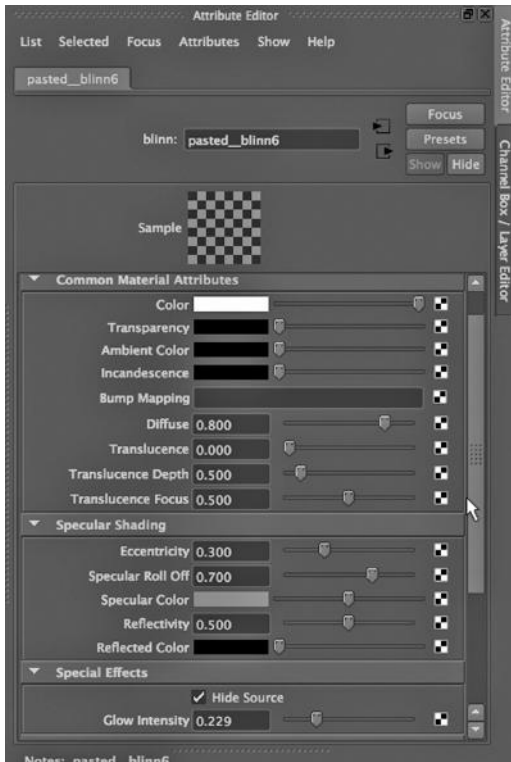 Attribute Editor
List Selected Focus Attributes Show Help
pasted__blinn6
Focus
blinn: pasted__blinn6
Presets
Show Hide
Sample
Common Material Attributes
Color
Transparency
Ambient Color
Incandescence
Bump Mapping
Diffuse 0.800
Translucence 0.000
Translucence Depth 0.500
Translucence Focus 0.500
Specular Shading
Eccentricity 0.300
Specular Roll Off 0.700
Specular Color
Reflectivity 0.500
Reflected Color
Special Effects
Hide Source
Glow Intensity 0.229
Notes: pasted__blinn6
Attribute Editor
Channel Box / Layer Editor